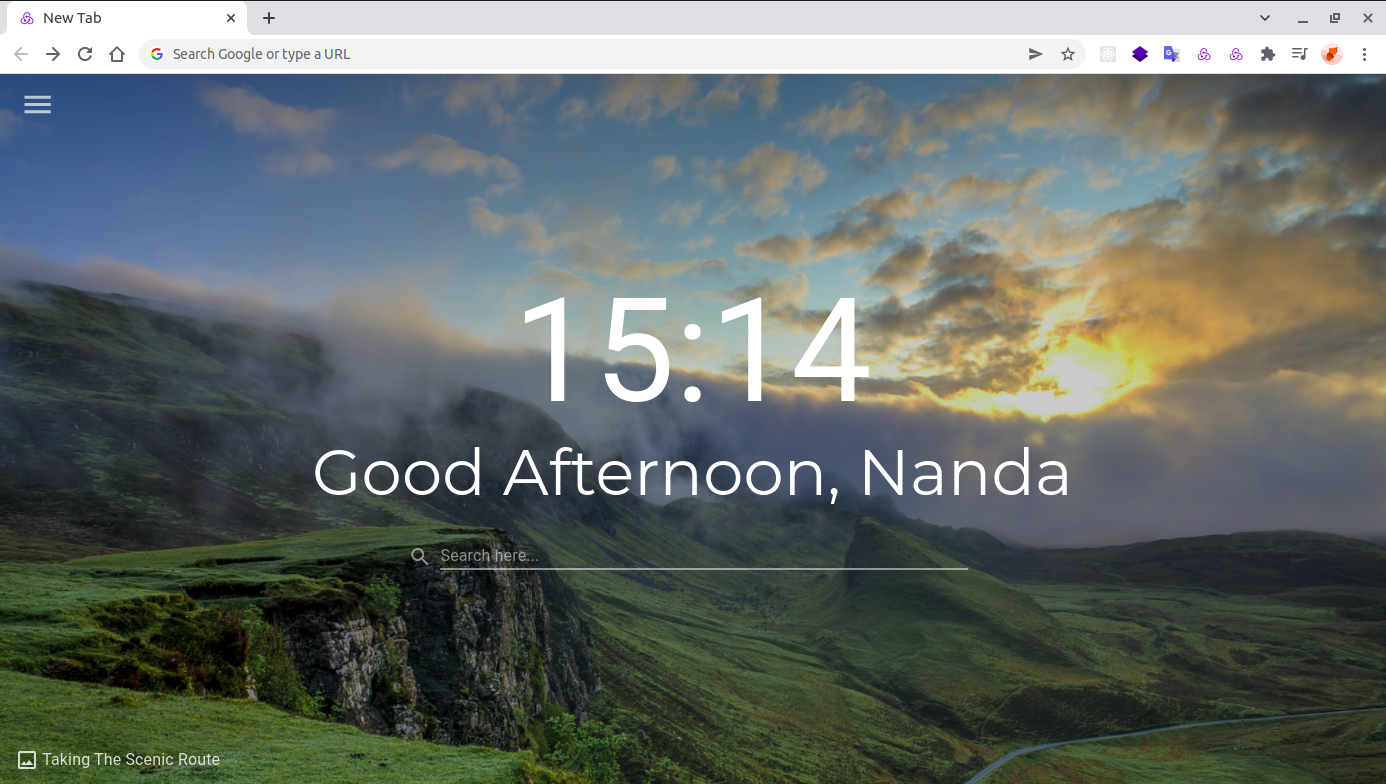 New Tab
Search Google or type a URL
15:14
Good Afternoon, Nanda
Search here...
Taking The Scenic Route